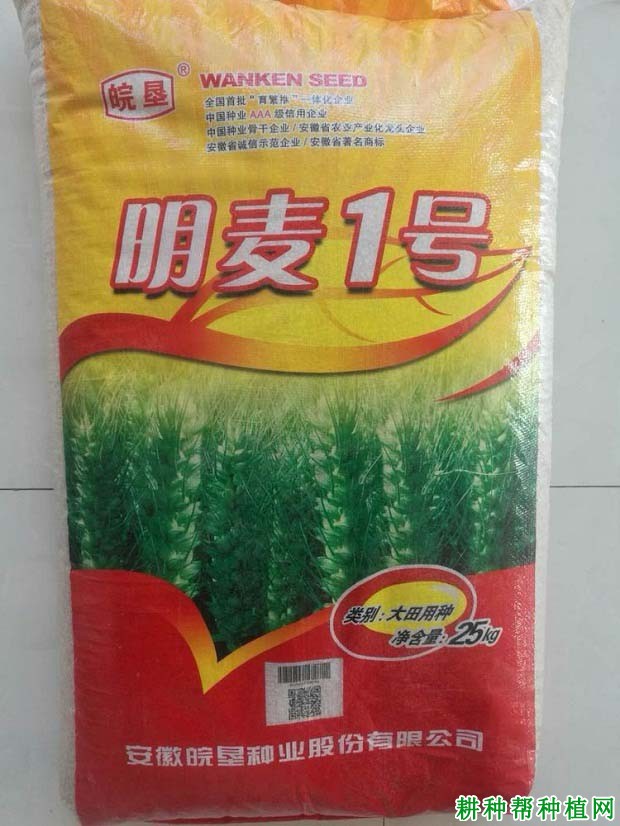 皖垦®
WANKEN SEED
全国首批"育繁推"一体化企业
中国种业AAA级信用企业
中国种业骨干企业/安徽省农业产业化龙头企业
安徽省诚信示范企业/安徽省著名商标
明麦1号
类别：大田用种
净含量：25kg
安徽皖垦种业股份有限公司
耕种帮种植网